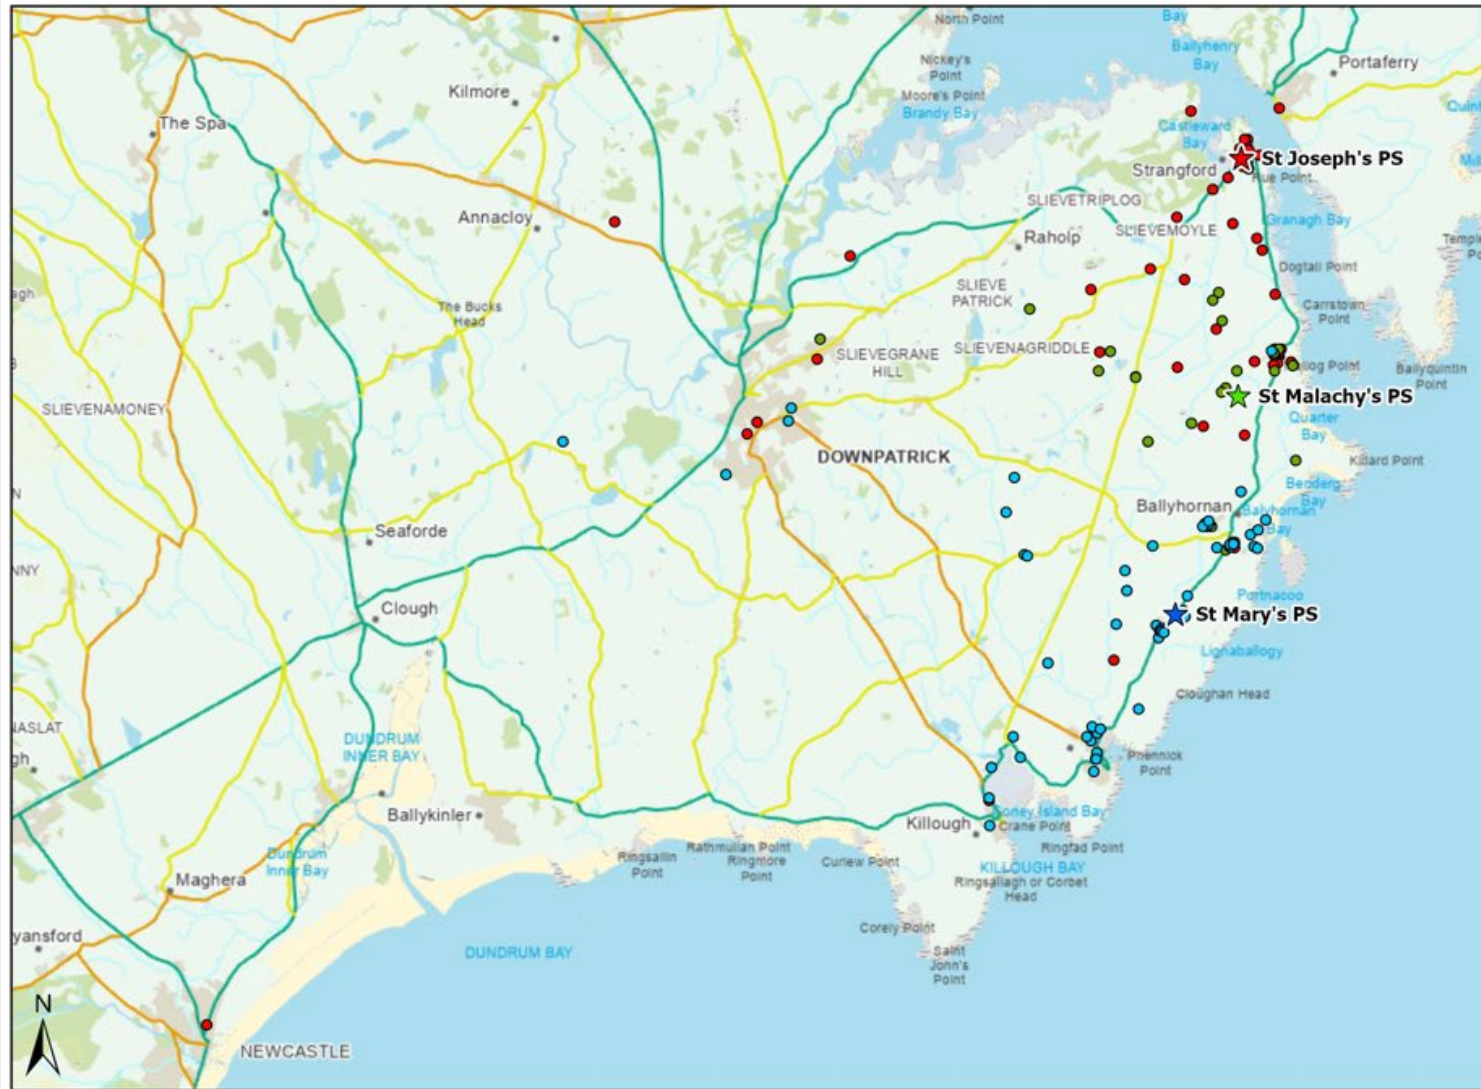 North Point
Bay
Ballyhenry
Bay
Portaferry
Nickey's
Point
Kilmore
Moore's Point
Brandy Bay
The Spa
Castleward
Bay
St Joseph's PS
Strangford
Rue Point
SLIEVETRIPLOG
Annacloy
Granagh Bay
SLIEVEMOYLE
Raholp
Dogtail Point
SLIEVE
PATRICK
Carrstown
Point
The Bucks
Head
SLIEVENAGRIDDLE
SLIEVEGRANE
HILL
Ballyquintin
Point
St Malachy's PS
SLIEVENAMONEY
Quarter
Bay
DOWNPATRICK
Killard Point
Benderg
Bay
Ballyhornan
Ballyhornan
Bay
Seaforde
Portnacoo
Clough
St Mary's PS
Lignaballogy
Cloughan Head
DUNDRUM
INNER BAY
Phennick
Point
Ballykinler
Coney Island Bay
Killough
Crane Point
Rathmullan Point
Ringfad Point
Ringsallin
Point
Ringmore
Point
Curlew Point
Dundrum
Inner Bay
KILLOUGH BAY
Maghera
Ringsallagh or Corbet
Head
Corely Point
Saint
John's
Point
DUNDRUM BAY
N
NEWCASTLE